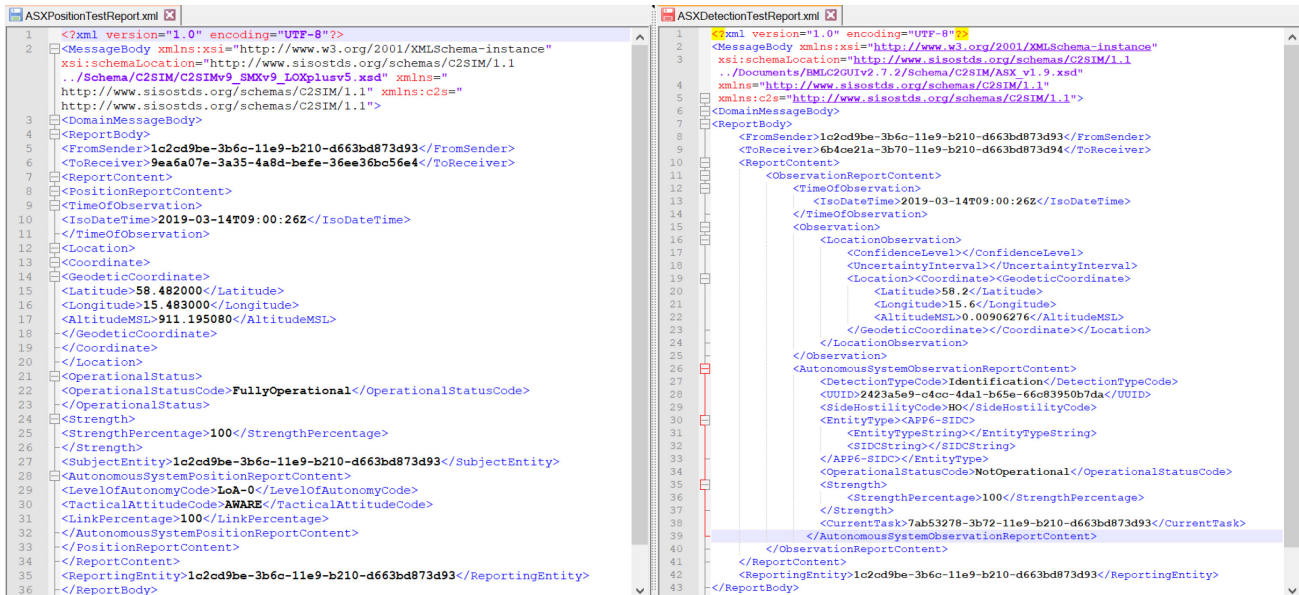 ASXPositionTestReport.xml
1 <?xml version="1.0" encoding="UTF-8"?>
2 <MessageBody xmlns:xsi="http://www.w3.org/2001/XMLSchema-instance"
xsi:schemaLocation="http://www.sisostds.org/schemas/C2SIM/1.1
../Schema/C2SIM/C2SIMv9_SMXv9_LOXplusv5.xsd" xmlns="
http://www.sisostds.org/schemas/C2SIM/1.1" xmlns:c2s="
http://www.sisostds.org/schemas/C2SIM/1.1">
3 <DomainMessageBody>
4 <ReportBody>
5 <FromSender>1c2cd9be-3b6c-11e9-b210-d663bd873d93</FromSender>
6 <ToReceiver>9ea6a07e-3a35-4a8d-befe-36ee36bc56e4</ToReceiver>
7 <ReportContent>
8 <PositionReportContent>
9 <TimeOfObservation>
10 <IsoDateTime>2019-03-14T09:00:26Z</IsoDateTime>
11 </TimeOfObservation>
12 <Location>
13 <Coordinate>
14 <GeodeticCoordinate>
15 <Latitude>58.482000</Latitude>
16 <Longitude>15.483000</Longitude>
17 <AltitudeMSL>911.195080</AltitudeMSL>
18 </GeodeticCoordinate>
19 </Coordinate>
20 </Location>
21 <OperationalStatus>
22 <OperationalStatusCode>FullyOperational</OperationalStatusCode>
23 </OperationalStatus>
24 <Strength>
25 <StrengthPercentage>100</StrengthPercentage>
26 </Strength>
27 <SubjectEntity>1c2cd9be-3b6c-11e9-b210-d663bd873d93</SubjectEntity>
28 <AutonomousSystemPositionReportContent>
29 <LevelOfAutonomyCode>LoA-0</LevelOfAutonomyCode>
30 <TacticalAttitudeCode>AWARE</TacticalAttitudeCode>
31 <LinkPercentage>100</LinkPercentage>
32 </AutonomousSystemPositionReportContent>
33 </PositionReportContent>
34 </ReportContent>
35 <ReportingEntity>1c2cd9be-3b6c-11e9-b210-d663bd873d93</ReportingEntity>
36 </ReportBody>
ASXDetectionTestReport.xml
1 <?xml version="1.0" encoding="UTF-8"?>
2 <MessageBody xmlns:xsi="http://www.w3.org/2001/XMLSchema-instance"
3 xsi:schemaLocation="http://www.sisostds.org/schemas/C2SIM/1.1
../Documents/BMLC2GUIv2.7.2/Schema/C2SIM/ASX_v1.9.xsd"
4 xmlns="http://www.sisostds.org/schemas/C2SIM/1.1"
5 xmlns:c2s="http://www.sisostds.org/schemas/C2SIM/1.1">
6 <DomainMessageBody>
7 <ReportBody>
8 <FromSender>1c2cd9be-3b6c-11e9-b210-d663bd873d93</FromSender>
9 <ToReceiver>6b4ce21a-3b70-11e9-b210-d663bd873d94</ToReceiver>
10 <ReportContent>
11 <ObservationReportContent>
12 <TimeOfObservation>
13 <IsoDateTime>2019-03-14T09:00:26Z</IsoDateTime>
14 </TimeOfObservation>
15 <Observation>
16 <LocationObservation>
17 <ConfidenceLevel></ConfidenceLevel>
18 <UncertaintyInterval></UncertaintyInterval>
19 <Location><Coordinate><GeodeticCoordinate>
20 <Latitude>58.2</Latitude>
21 <Longitude>15.6</Longitude>
22 <AltitudeMSL>0.00906276</AltitudeMSL>
23 </GeodeticCoordinate></Coordinate></Location>
24 </LocationObservation>
25 </Observation>
26 <AutonomousSystemObservationReportContent>
27 <DetectionTypeCode>Identification</DetectionTypeCode>
28 <UUID>2423a5e9-c4cc-4da1-b65e-66c83950b7da</UUID>
29 <SideHostilityCode>HO</SideHostilityCode>
30 <EntityType><APP6-SIDC>
31 <EntityTypeString></EntityTypeString>
32 <SIDCString></SIDCString>
33 </APP6-SIDC></EntityType>
34 <OperationalStatusCode>NotOperational</OperationalStatusCode>
35 <Strength>
36 <StrengthPercentage>100</StrengthPercentage>
37 </Strength>
38 <CurrentTask>7ab53278-3b72-11e9-b210-d663bd873d93</CurrentTask>
39 </AutonomousSystemObservationReportContent>
40 </ObservationReportContent>
41 </ReportContent>
42 <ReportingEntity>1c2cd9be-3b6c-11e9-b210-d663bd873d93</ReportingEntity>
43 </ReportBody>